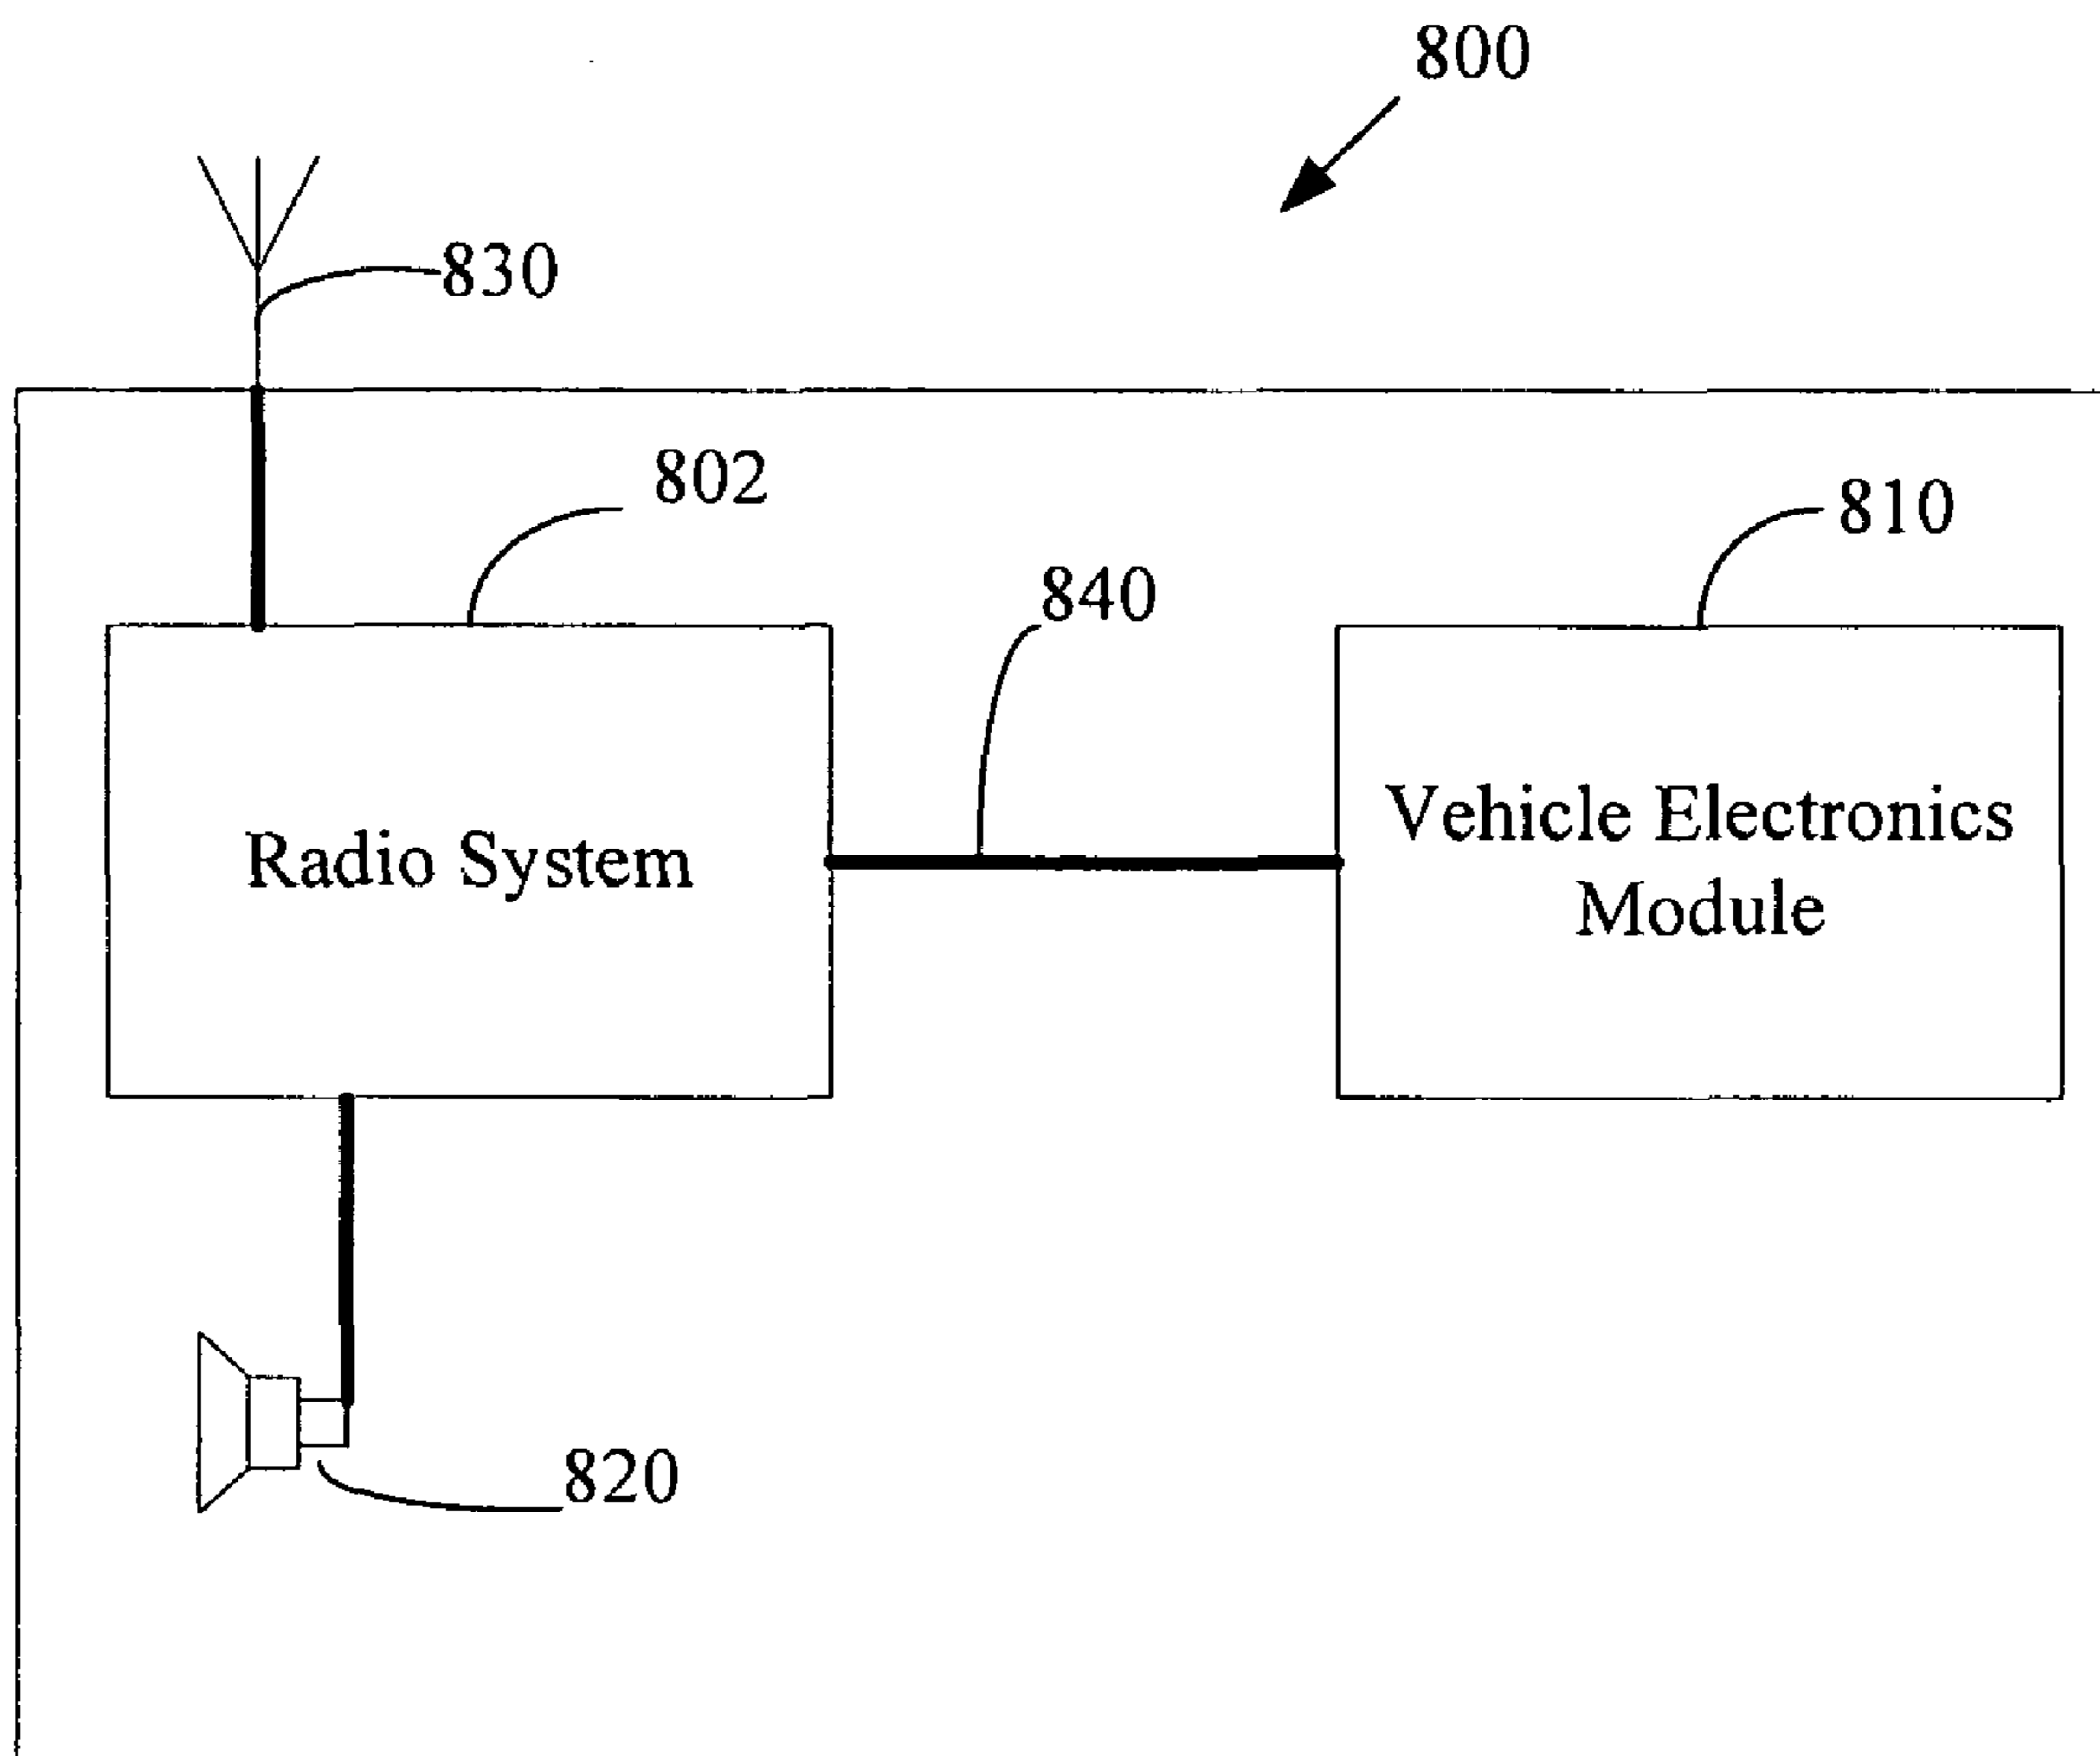 800
830
802
810
840
Radio System
Vehicle Electronics
Module
820